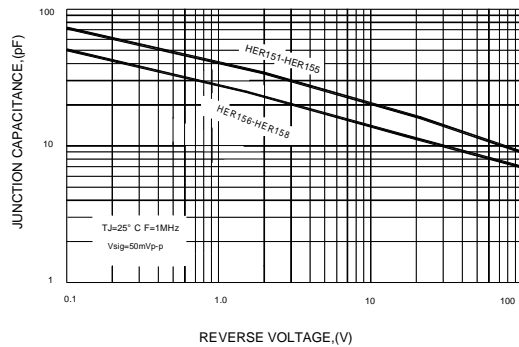 100
HER151-HER155
HER156-HER158
10
TJ=25° C F=1MHz
Vsig=50mVp-p
1
0.1 1.0 10 100
JUNCTION CAPACITANCE,(pF)
REVERSE VOLTAGE,(V)